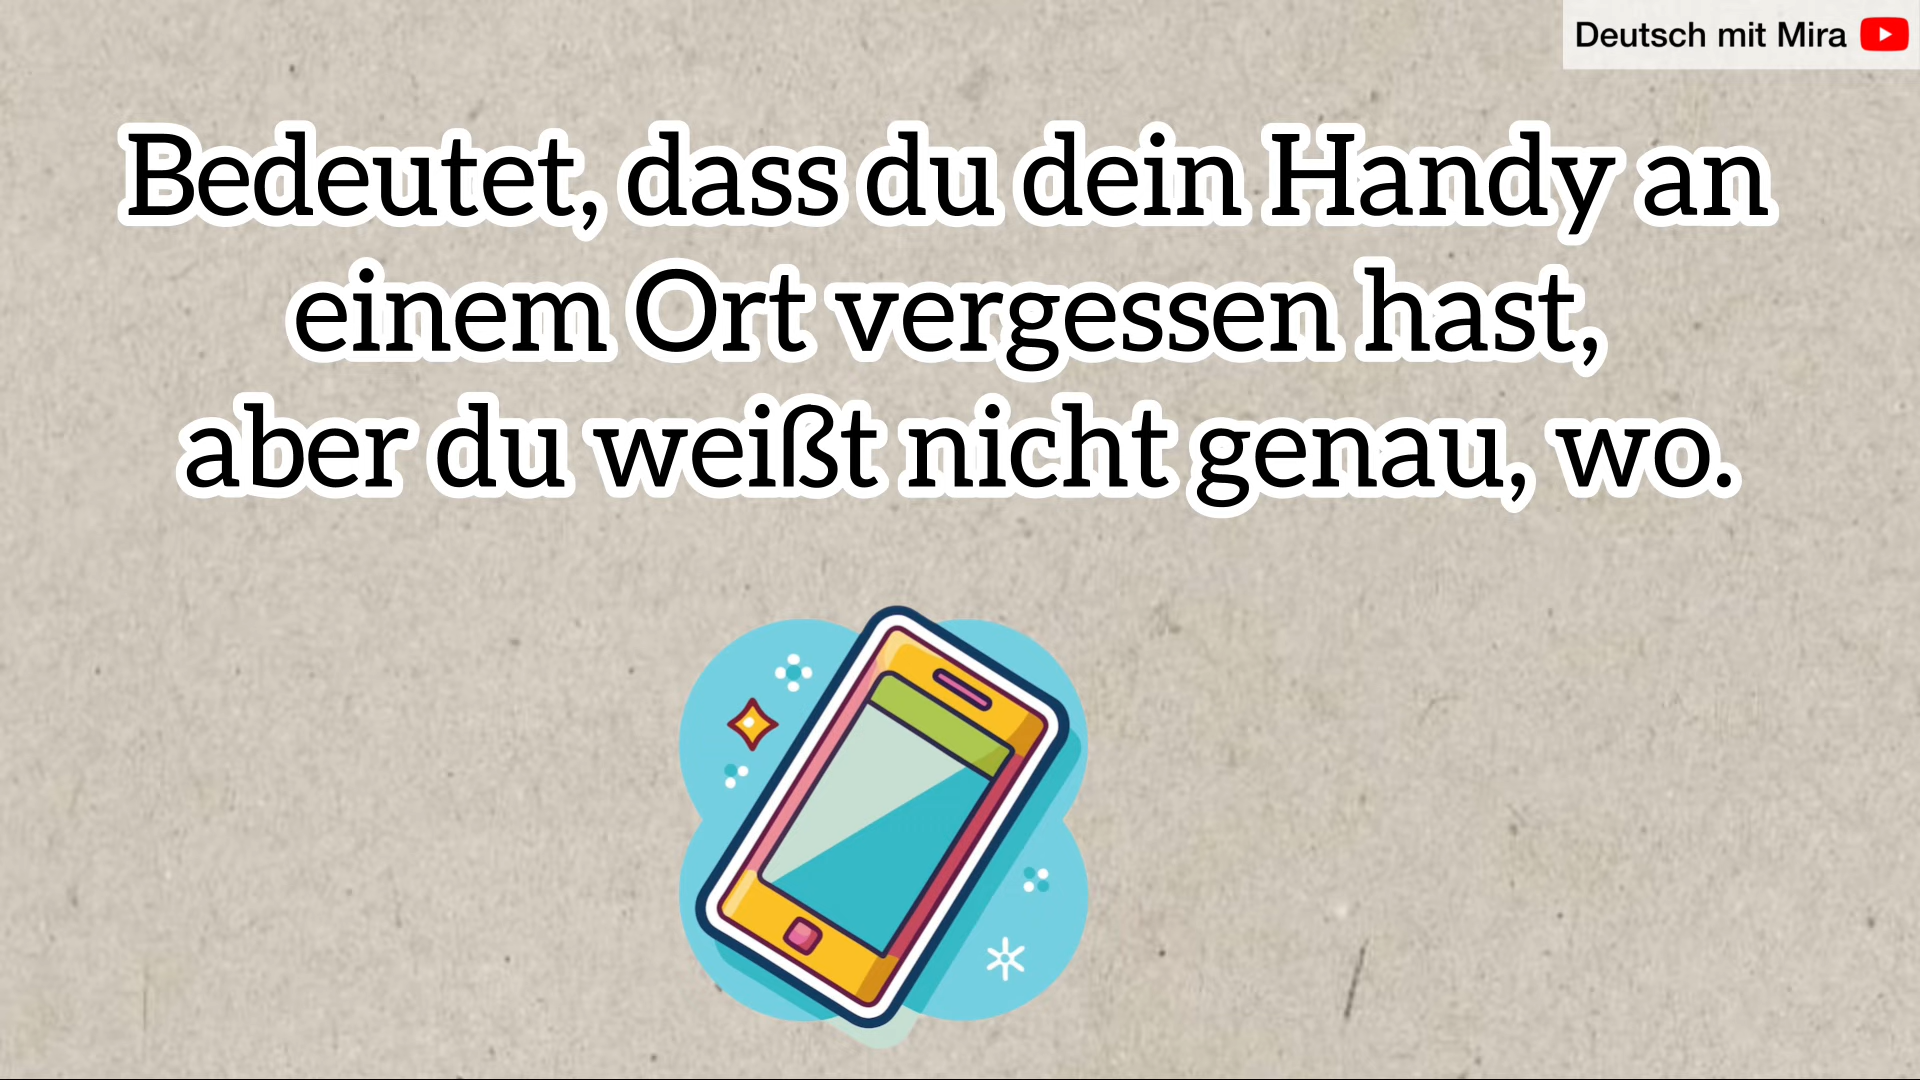 Deutsch mit Mira
Bedeutet, dass du dein Handy an
einem Ort vergessen hast,
aber du weißt nicht genau, wo.